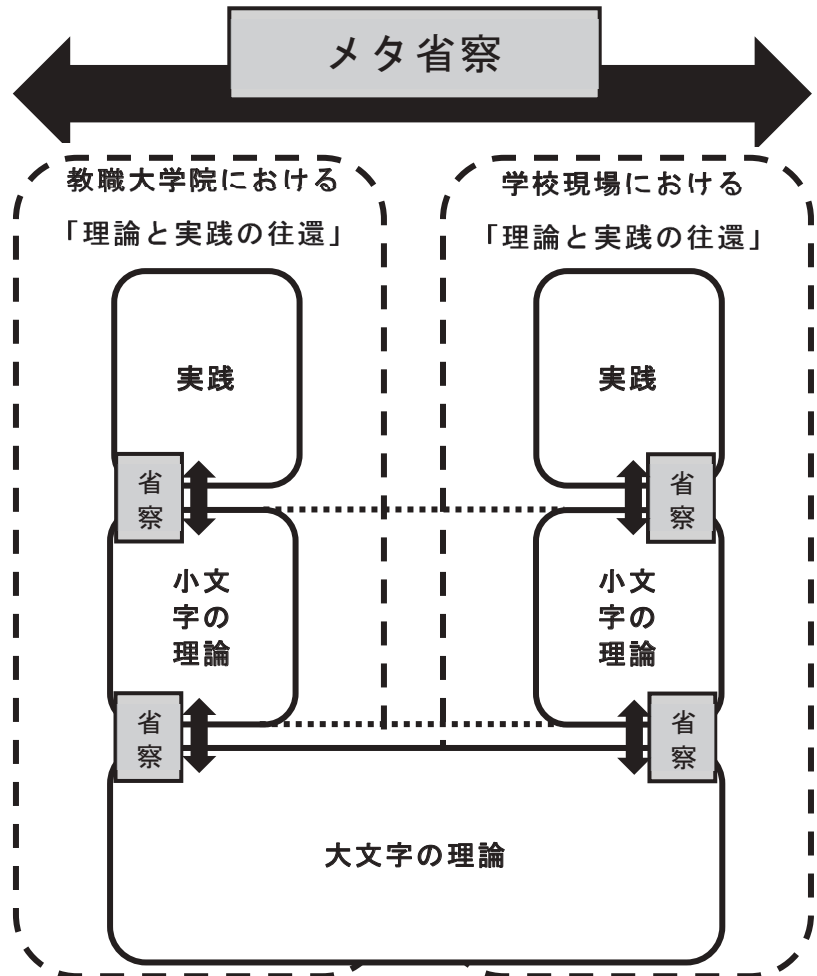 メタ省察
教職大学院における
「理論と実践の往還」
学校現場における
「理論と実践の往還」
実践
実践
省
察
省
察
小文
字の
理論
小文
字の
理論
省
察
省
察
大文字の理論